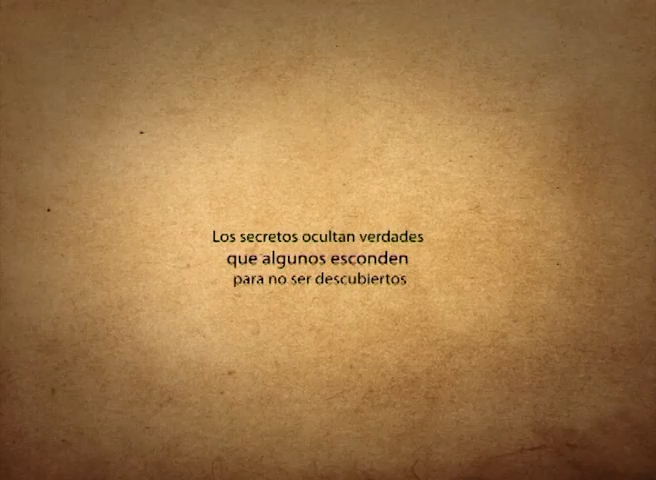 Los secretos ocultan verdades
que algunos esconden
para no ser descubiertos